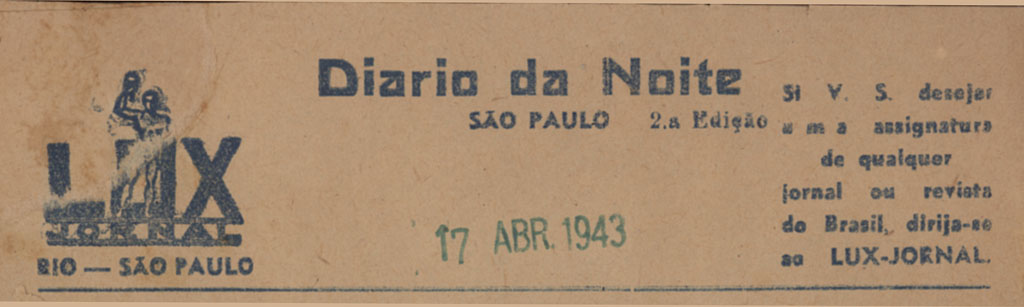 LUX
JORNAL
RIO — SÃO PAULO
Diario da Noite
SÃO PAULO 2.a Edição
17 ABR. 1943
Si V. S. desejar
uma assignatura
de qualquer
jornal ou revista
do Brasil, dirija-se
ao LUX-JORNAL.